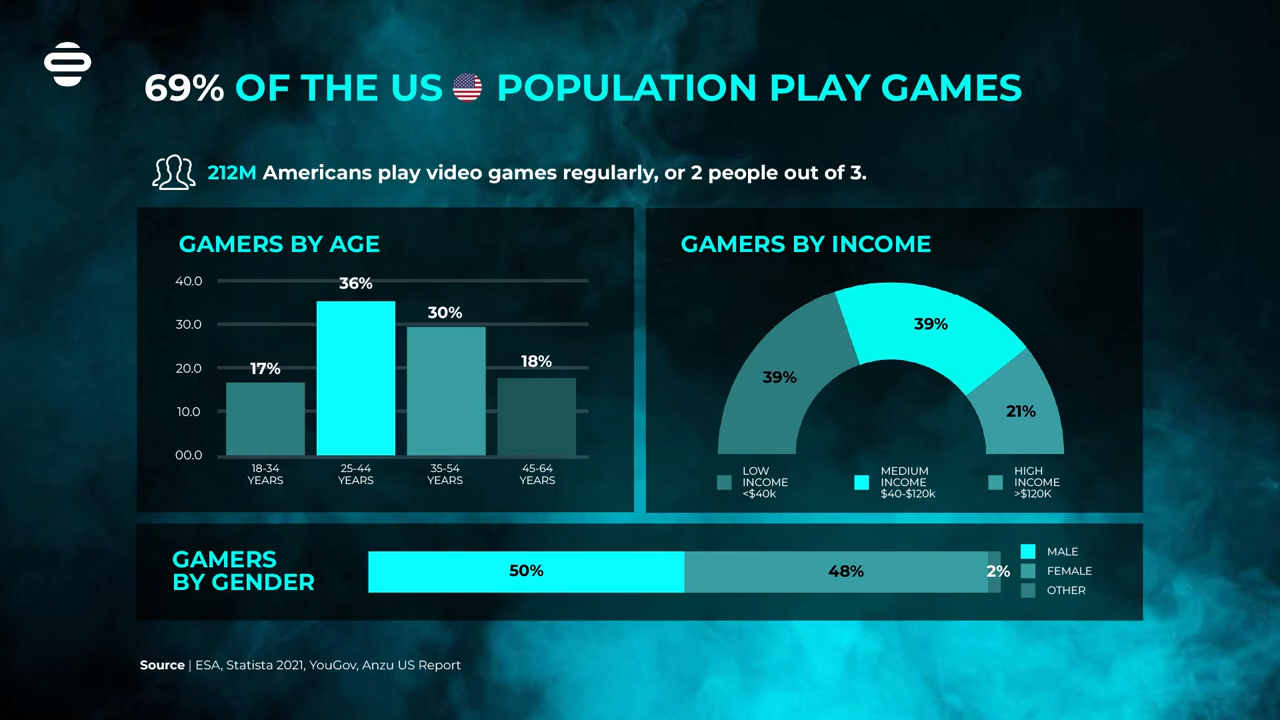 69% OF THE US POPULATION PLAY GAMES
212M Americans play video games regularly, or 2 people out of 3.
GAMERS BY AGE
40.0
30.0
20.0
10.0
00.0
17%
36%
30%
18%
18-34
YEARS
25-44
YEARS
35-54
YEARS
45-64
YEARS
GAMERS BY INCOME
39%
39%
21%
LOW
INCOME
<$40k
MEDIUM
INCOME
$40-$120k
HIGH
INCOME
>$120K
GAMERS
BY GENDER
50%
48%
2%
MALE
FEMALE
OTHER
Source | ESA, Statista 2021, YouGov, Anzu US Report